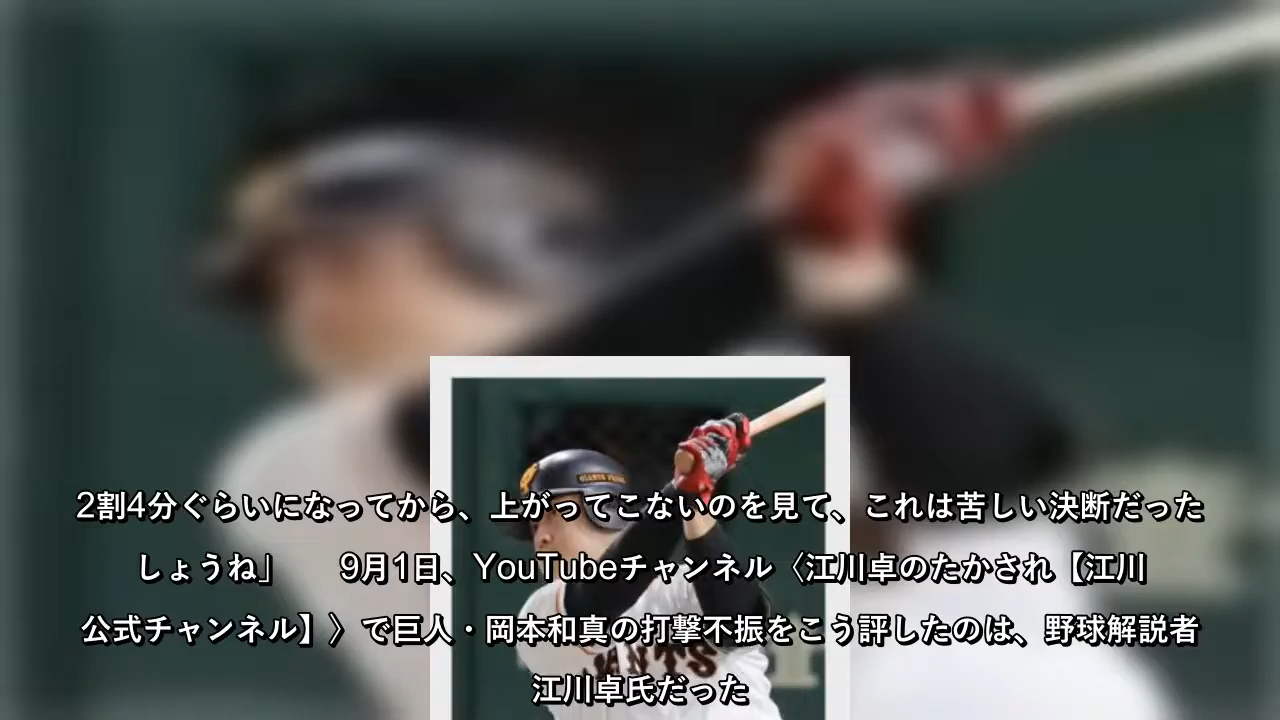 2割4分ぐらいになってから、上がってこないのを見て、これは苦しい決断だった
しょうね」　　9月1日、YouTubeチャンネル〈江川卓のたかされ【江川
公式チャンネル】〉で巨人・岡本和真の打撃不振をこう評したのは、野球解説者
江川卓氏だった